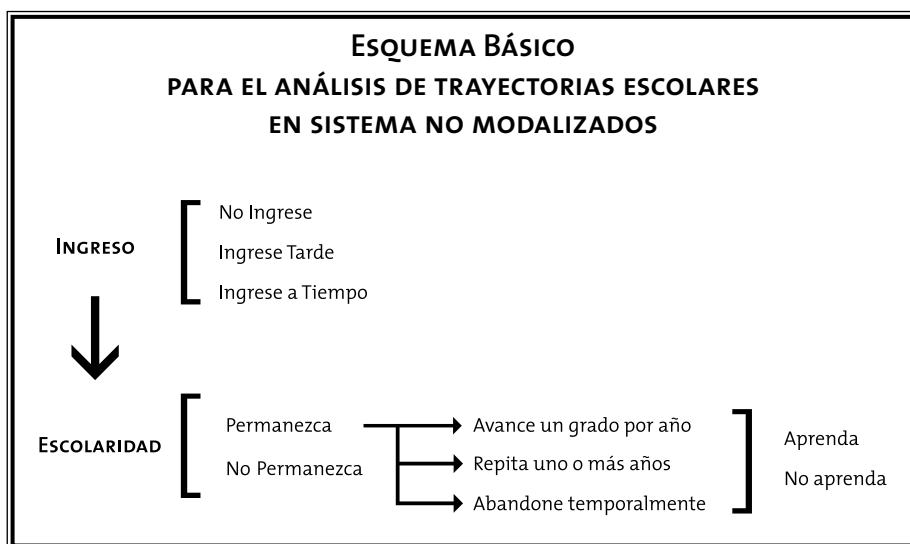 Esquema Básico
para el análisis de trayectorias escolares
en sistema no modalizados
No Ingrese
Ingreso
Ingrese Tarde
Ingrese a Tiempo
Escolaridad
Permanezca
No Permanezca
Avance un grado por año
Repita uno o más años
Abandone temporalmente
Aprenda
No aprenda